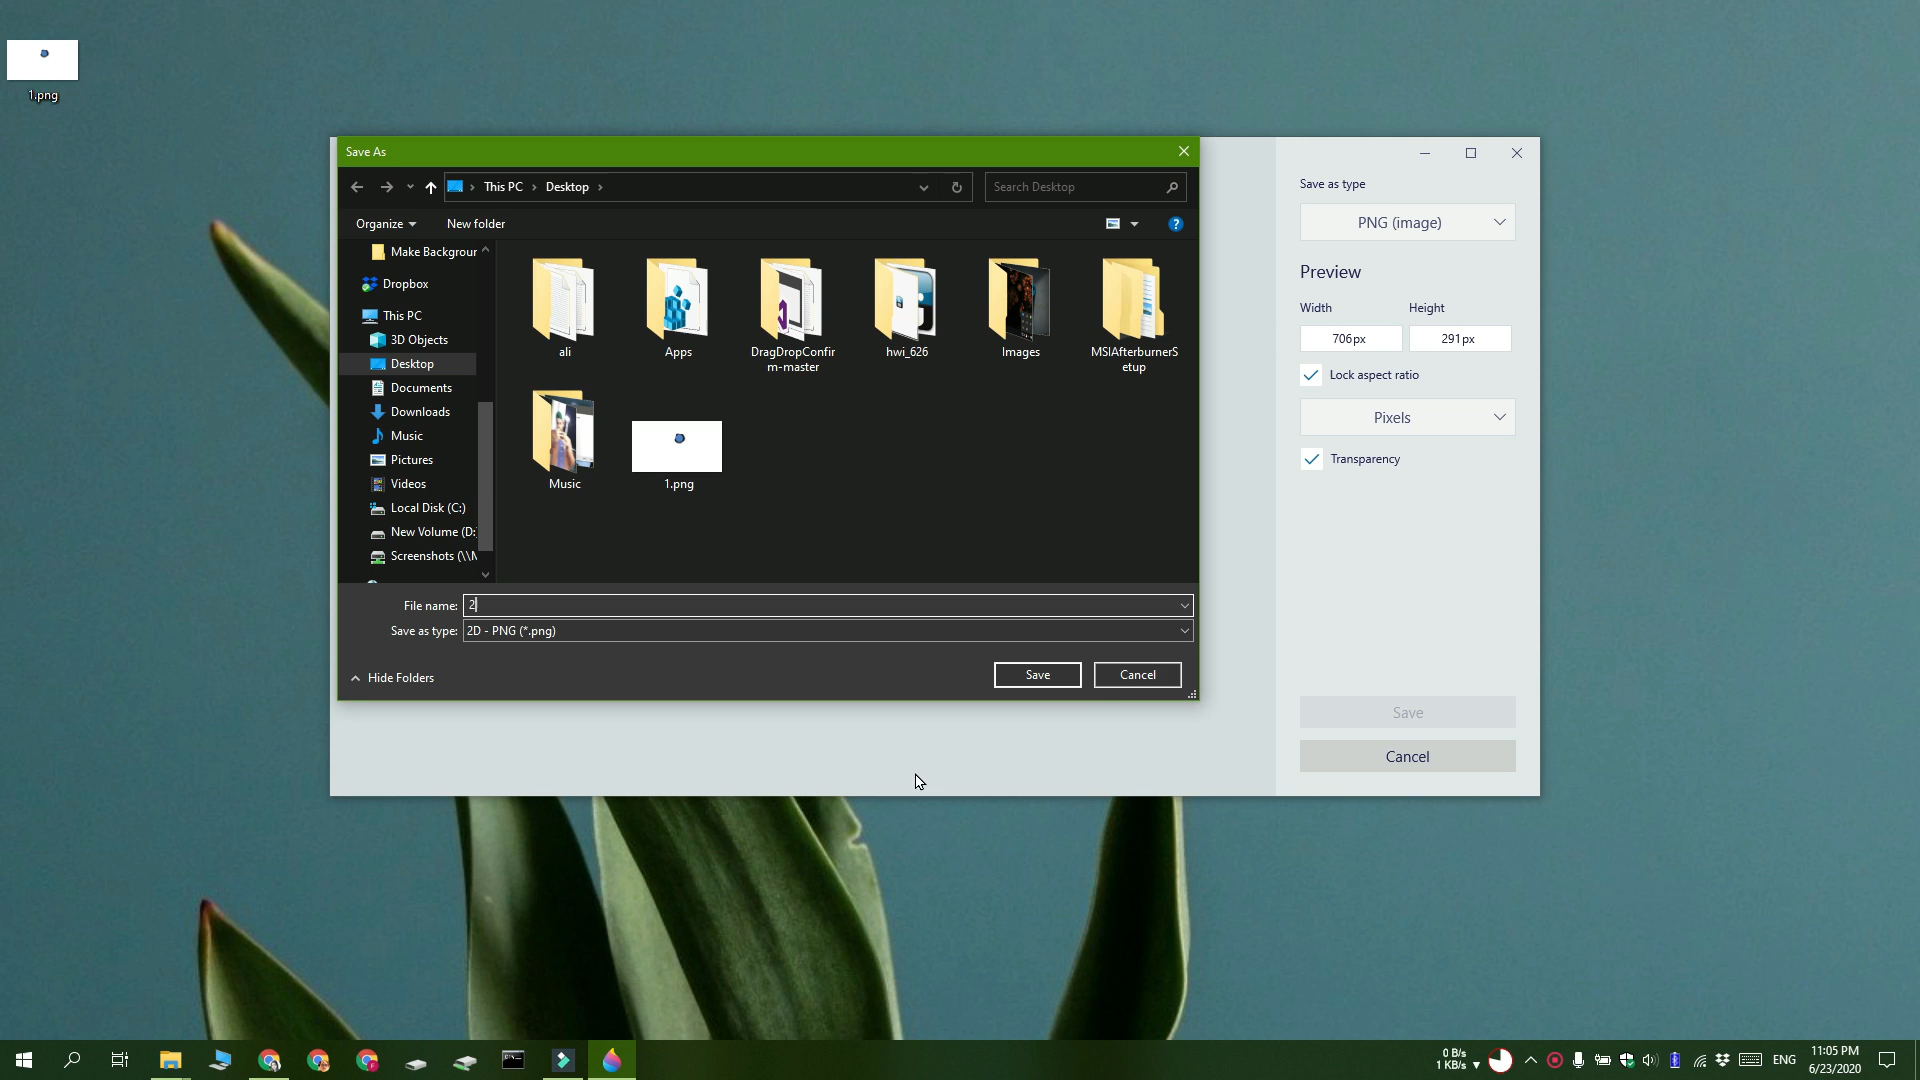 1.png
Save As
This PC
Desktop
Search Desktop
Organize
New folder
Make Backgroun
Dropbox
This PC
3D Objects
Desktop
Documents
Downloads
Music
Pictures
Videos
Local Disk (C:)
New Volume (D:
Screenshots (\\M
ali
Apps
DragDropConfir
m-master
hwi_626
Images
MSIAfterburnerS
etup
Music
1.png
File name: 2
Save as type: 2D - PNG (*.png)
Hide Folders
Save
Cancel
Save as type
PNG (image)
Preview
Width
Height
706px
291px
Lock aspect ratio
Pixels
Transparency
Save
Cancel
0 B/s
1 KB/s
ENG
11:05 PM
6/23/2020